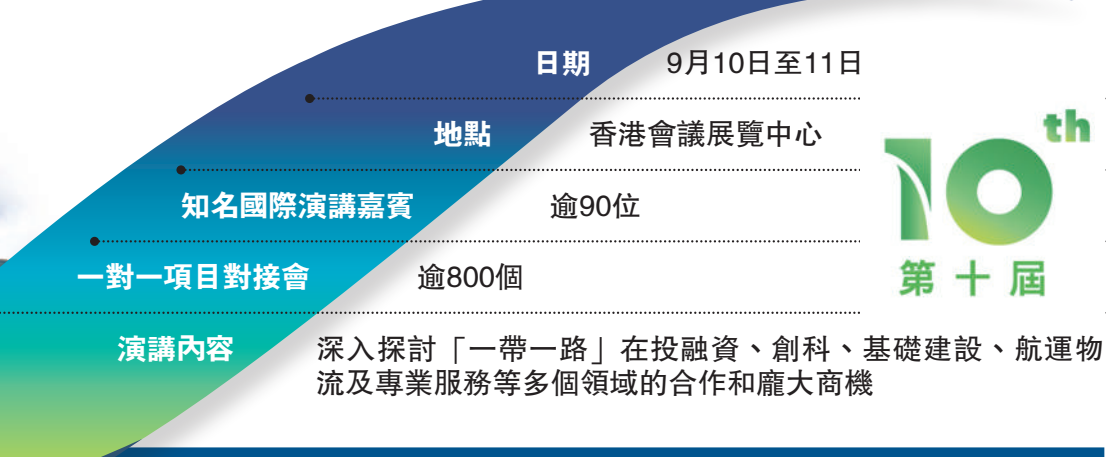 日期 9月10日至11日
地點 香港會議展覽中心
知名國際演講嘉賓 逾90位
一對一項目對接會 逾800個
演講內容 深入探討「一帶一路」在投融資、創科、基礎建設、航運物
流及專業服務等多個領域的合作和龐大商機
10th
第十屆